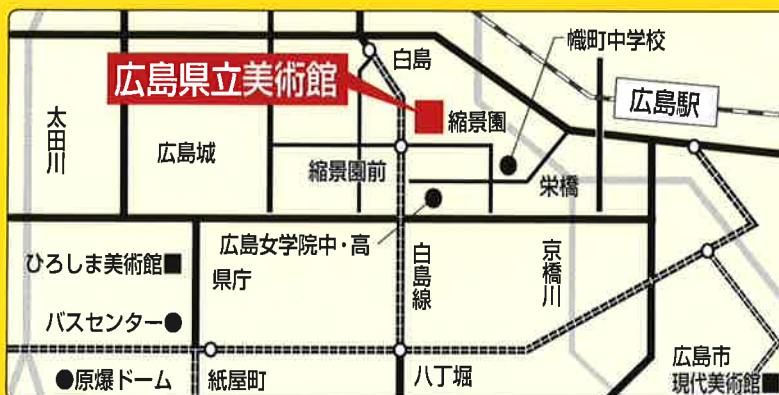 白島
幟町中学校
広島県立美術館
広島駅
太田川
広島城
縮景園
縮景園前
栄橋
広島女学院中・高
県庁
白島線
京橋川
ひろしま美術館■
バスセンター●
●原爆ドーム
紙屋町
八丁堀
広島市
現代美術館■